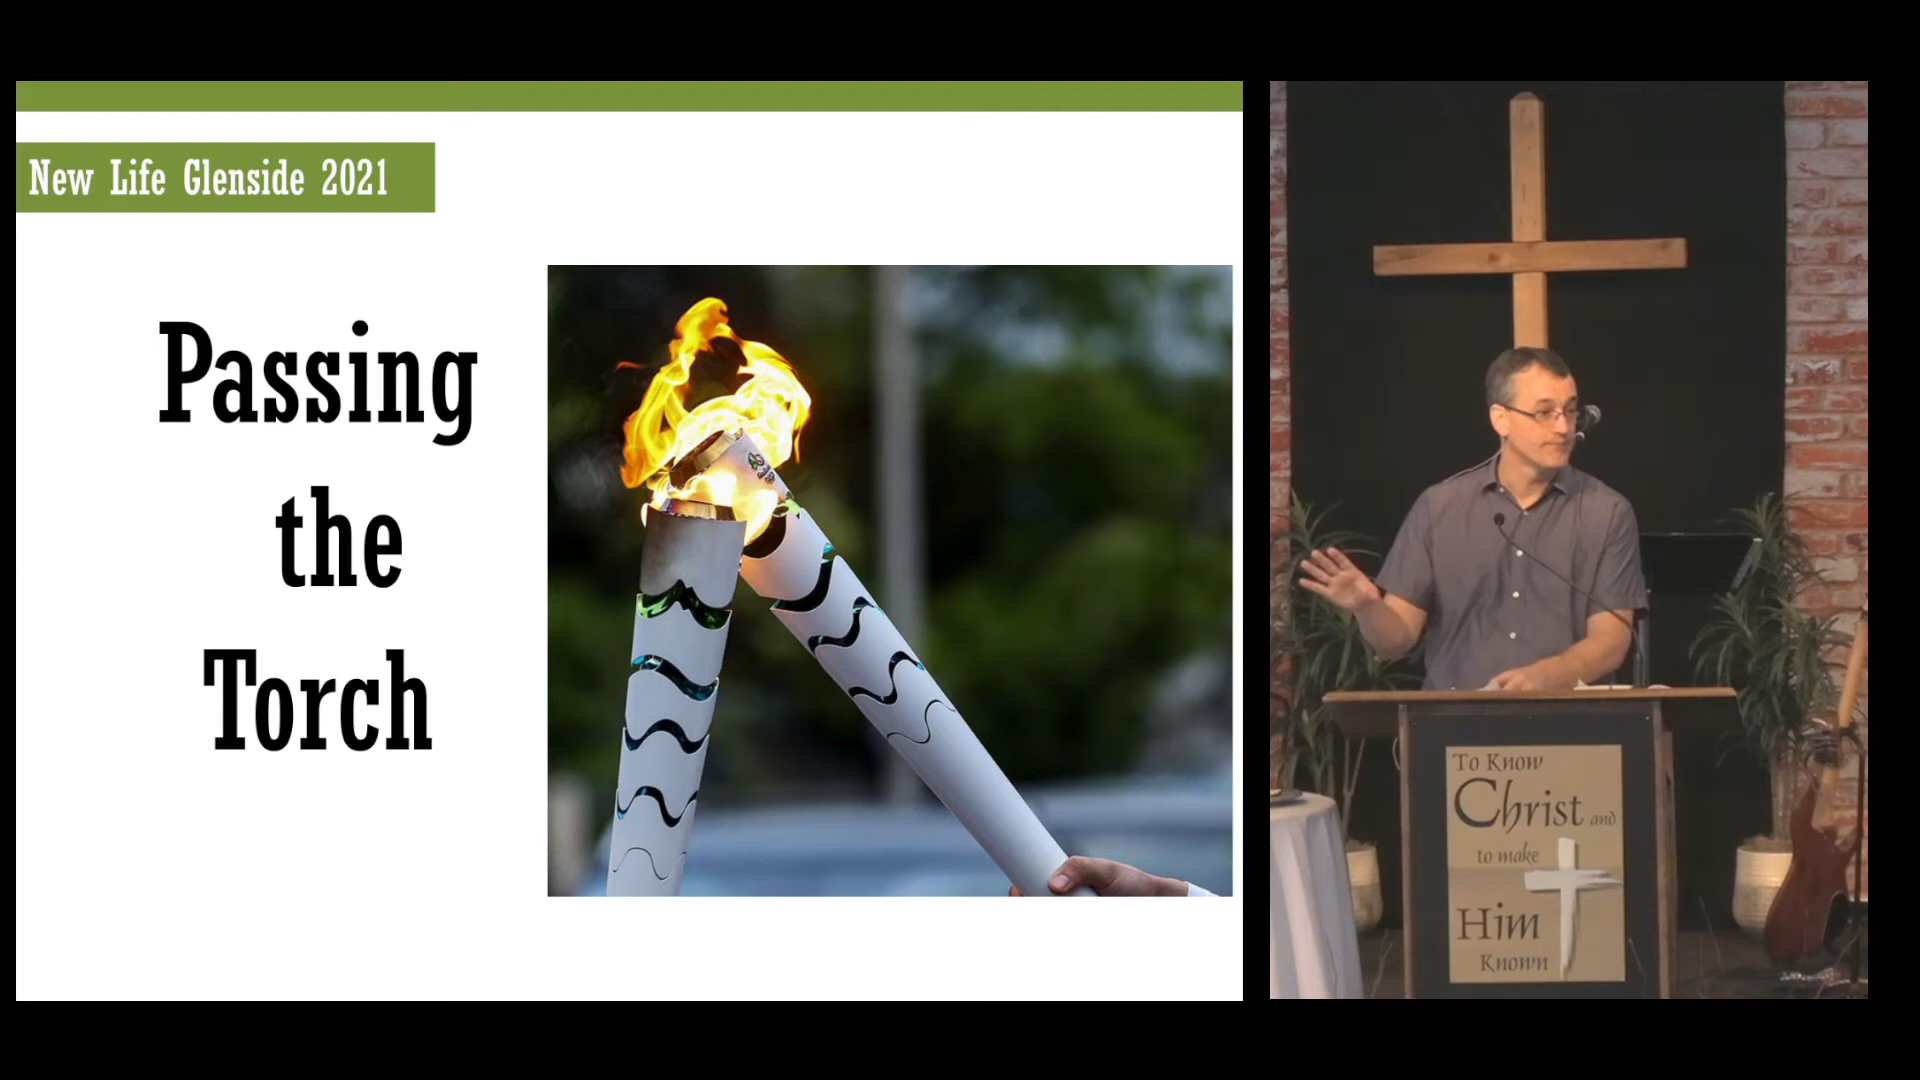 New Life Glenside 2021
Passing
the
Torch
To Know
Christ and
to make
Him
Known